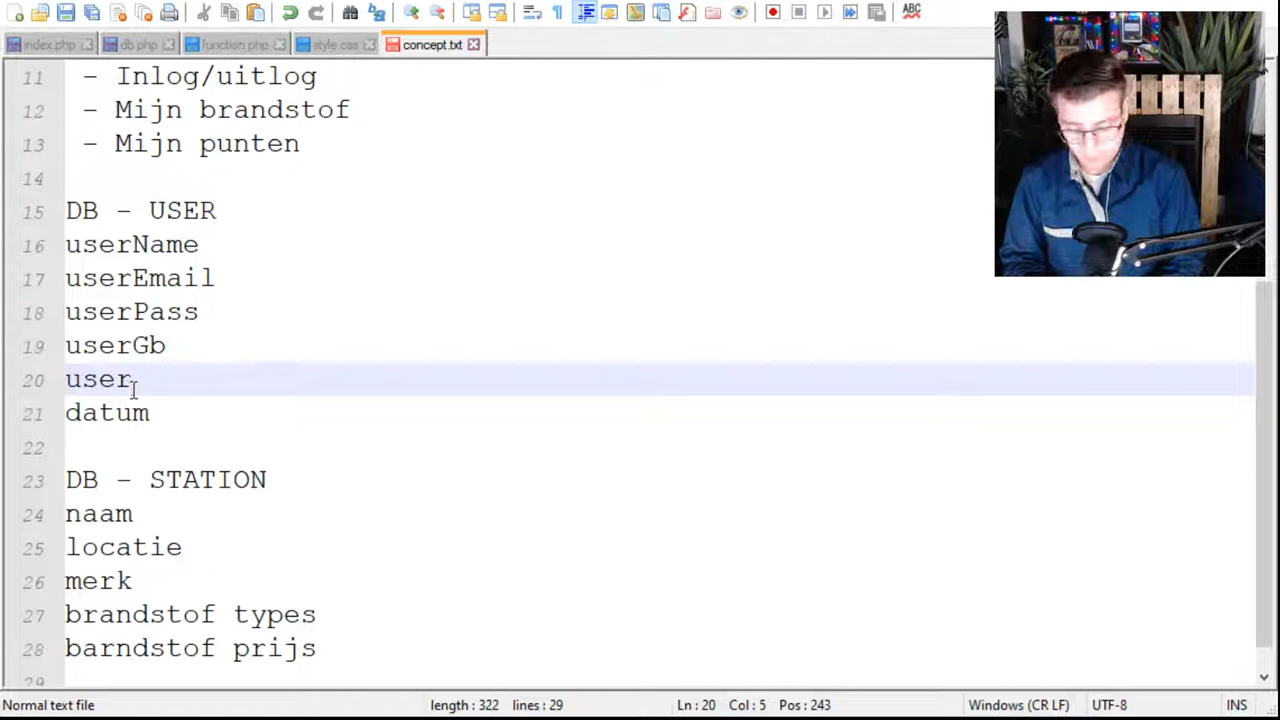 ABC
index.php
db.php
function.php
style.css
concept.txt
11 - Inlog/uitlog
12 - Mijn brandstof
13 - Mijn punten
14
15 DB - USER
16 userName
17 userEmail
18 userPass
19 userGb
20 user
21 datum
22
23 DB - STATION
24 naam
25 locatie
26 merk
27 brandstof types
28 barndstof prijs
29
Normal text file
length : 322 lines : 29
Ln : 20 Col : 5 Pos : 243
Windows (CR LF)
UTF-8
INS